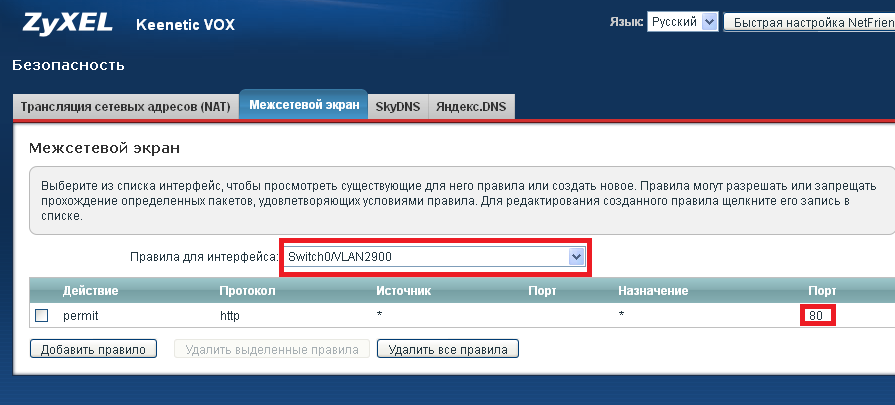 ZyXEL Keenetic VOX
Язык: Русский Быстрая настройка NetFrien
Безопасность
Трансляция сетевых адресов (NAT) Межсетевой экран SkyDNS Яндекс.DNS
Межсетевой экран
Выберите из списка интерфейс, чтобы просмотреть существующие для него правила или создать новое. Правила могут разрешать или запрещать
прохождение определенных пакетов, удовлетворяющих условиями правила. Для редактирования созданного правила щелкните его запись в
списке.
Правила для интерфейса: Switch0/VLAN2900
Действие Протокол Источник Порт Назначение Порт
permit http * * 80
Добавить правило Удалить выделенные правила Удалить все правила